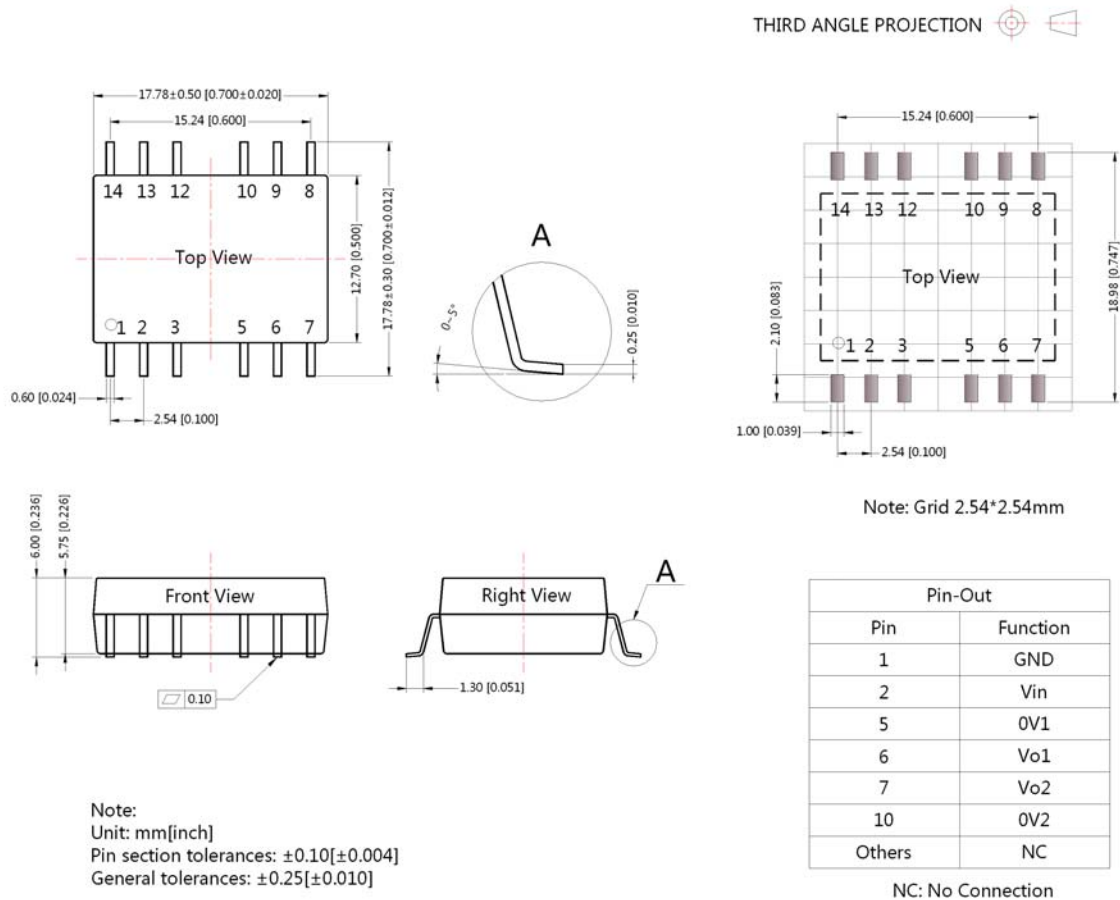 THIRD ANGLE PROJECTION
17.78±0.50 [0.700±0.020]
15.24 [0.600]
14 13 12 10 9 8
Top View
1 2 3 5 6 7
12.70 [0.500]
17.78±0.30 [0.700±0.012]
0.60 [0.024]
2.54 [0.100]
A
0~5°
0.25 [0.010]
15.24 [0.600]
14 13 12 10 9 8
Top View
1 2 3 5 6 7
2.10 [0.083]
18.98 [0.747]
1.00 [0.039]
2.54 [0.100]
Note: Grid 2.54*2.54mm
6.00 [0.236]
5.75 [0.226]
Front View
0.10
Right View
A
1.30 [0.051]
Pin-Out
Pin Function
1 GND
2 Vin
5 0V1
6 Vo1
7 Vo2
10 0V2
Others NC
NC: No Connection
Note:
Unit: mm[inch]
Pin section tolerances: ±0.10[±0.004]
General tolerances: ±0.25[±0.010]